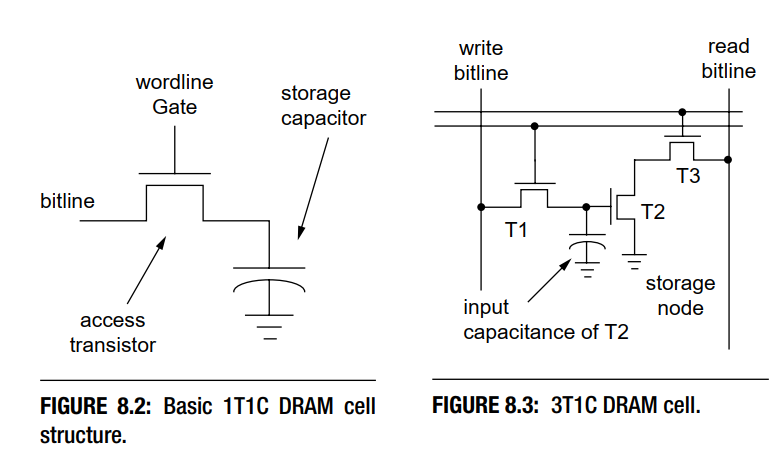 wordline
Gate
storage
capacitor
bitline
access
transistor
FIGURE 8.2: Basic 1T1C DRAM cell
structure.
write
bitline
read
bitline
T3
T2
T1
storage
node
input
capacitance of T2
FIGURE 8.3: 3T1C DRAM cell.